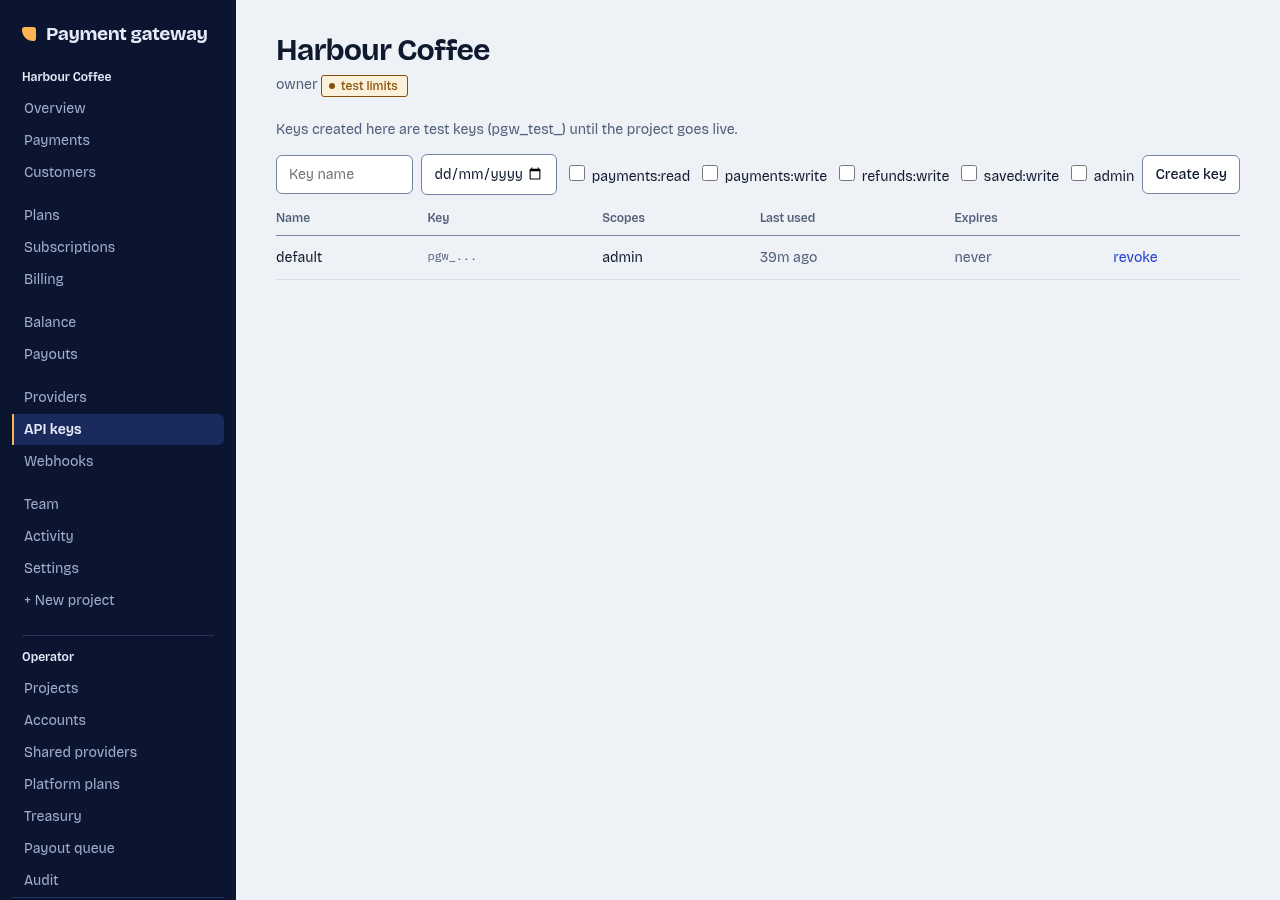 Payment gateway
Harbour Coffee
Overview
Payments
Customers
Plans
Subscriptions
Billing
Balance
Payouts
Providers
API keys
Webhooks
Team
Activity
Settings
+ New project
Operator
Projects
Accounts
Shared providers
Platform plans
Treasury
Payout queue
Audit
Harbour Coffee
owner test limits
Keys created here are test keys (pgw_test_) until the project goes live.
Key name dd/mm/yyyy payments:read payments:write refunds:write saved:write admin Create key
Name Key Scopes Last used Expires
default pgw_... admin 39m ago never revoke